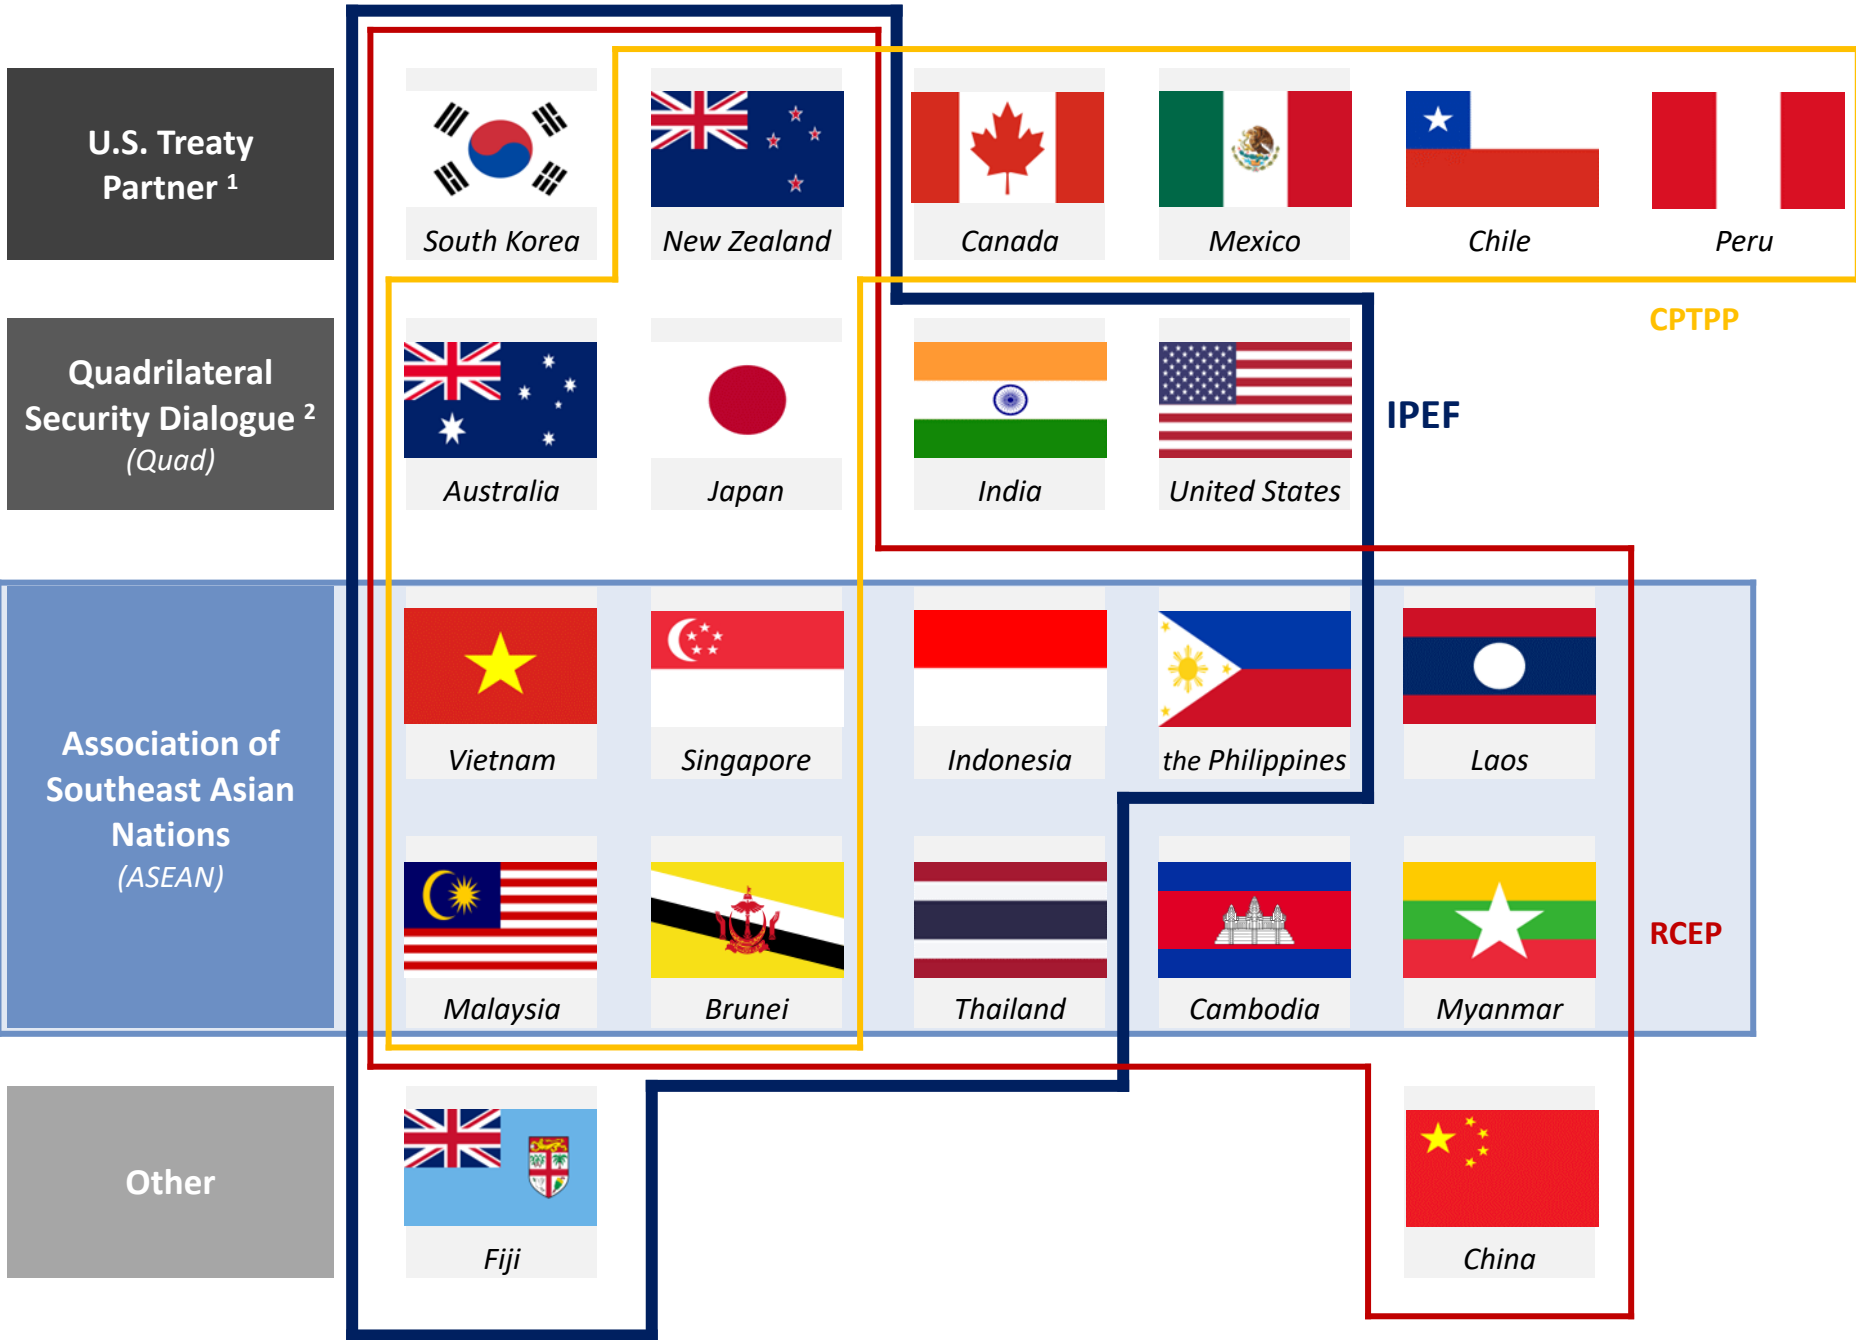 U.S. Treaty
Partner 1
South Korea
New Zealand
Canada
Mexico
Chile
Peru
CPTPP
Quadrilateral
Security Dialogue 2
(Quad)
Australia
Japan
India
United States
IPEF
Association of
Southeast Asian
Nations
(ASEAN)
Vietnam
Singapore
Indonesia
the Philippines
Laos
Malaysia
Brunei
Thailand
Cambodia
Myanmar
RCEP
Other
Fiji
China